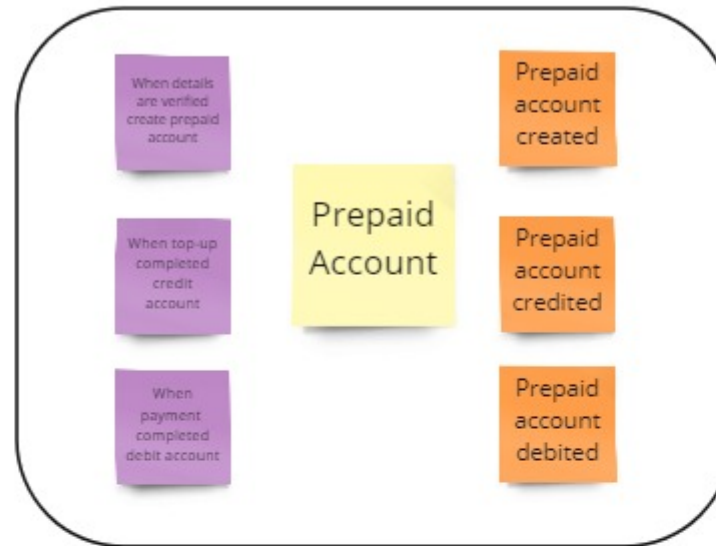 When details
are verified
create prepaid
account
When top-up
completed
credit
account
When
payment
completed
debit account
Prepaid
Account
Prepaid
account
created
Prepaid
account
credited
Prepaid
account
debited